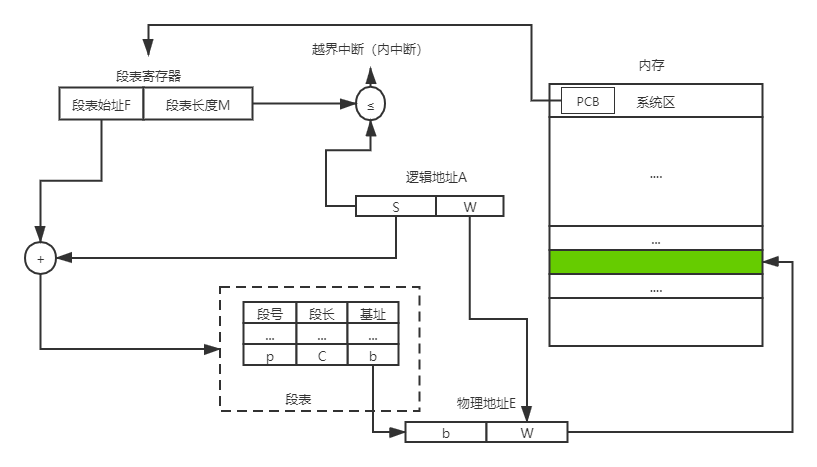 越界中断（内中断）
段表寄存器
段表始址F 段表长度M
≤
内存
PCB 系统区
....
逻辑地址A
S W
...
+
....
段号 段长 基址
... ... ...
p C b
段表
物理地址E
b W